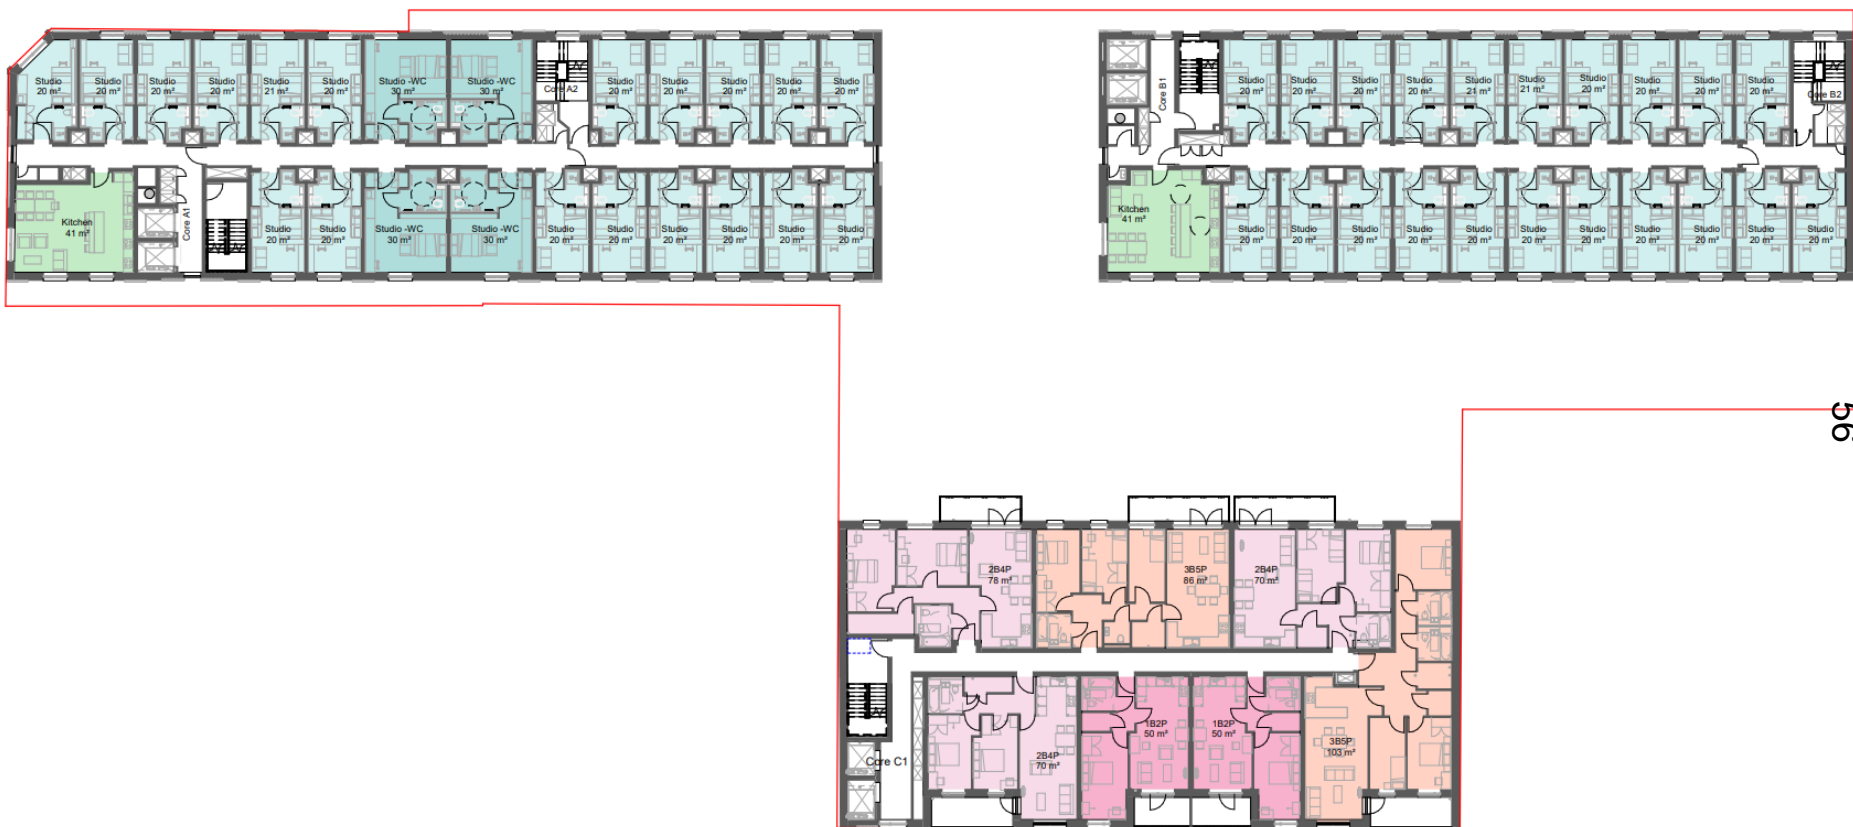 Studio
20 m²
Studio
20 m²
Studio
20 m²
Studio
20 m²
Studio
21 m²
Studio
20 m²
Studio -WC
30 m²
Studio -WC
30 m²
Core A2
Studio
20 m²
Studio
20 m²
Studio
20 m²
Studio
20 m²
Studio
20 m²
Kitchen
41 m²
Core A1
Studio
20 m²
Studio
20 m²
Studio -WC
30 m²
Studio -WC
30 m²
Studio
20 m²
Studio
20 m²
Studio
20 m²
Studio
20 m²
Studio
20 m²
Studio
20 m²
Core B1
Studio
20 m²
Studio
20 m²
Studio
20 m²
Studio
20 m²
Studio
21 m²
Studio
21 m²
Studio
20 m²
Studio
20 m²
Studio
20 m²
Studio
20 m²
Core B2
Kitchen
41 m²
Studio
20 m²
Studio
20 m²
Studio
20 m²
Studio
20 m²
Studio
20 m²
Studio
20 m²
Studio
20 m²
Studio
20 m²
Studio
20 m²
Studio
20 m²
Studio
20 m²
56
2B4P
78 m²
3B5P
86 m²
2B4P
70 m²
Core C1
2B4P
70 m²
1B2P
50 m²
1B2P
50 m²
3B5P
103 m²